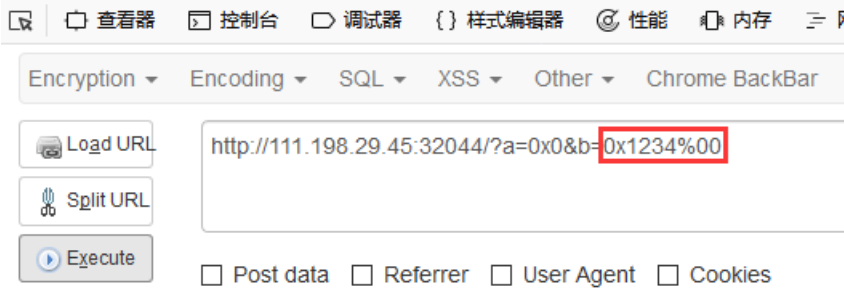 查看器 控制台 调试器 {} 样式编辑器 性能 内存
Encryption Encoding SQL XSS Other Chrome BackBar
Load URL http://111.198.29.45:32044/?a=0x0&b=0x1234%00
Split URL
Execute
Post data Referrer User Agent Cookies